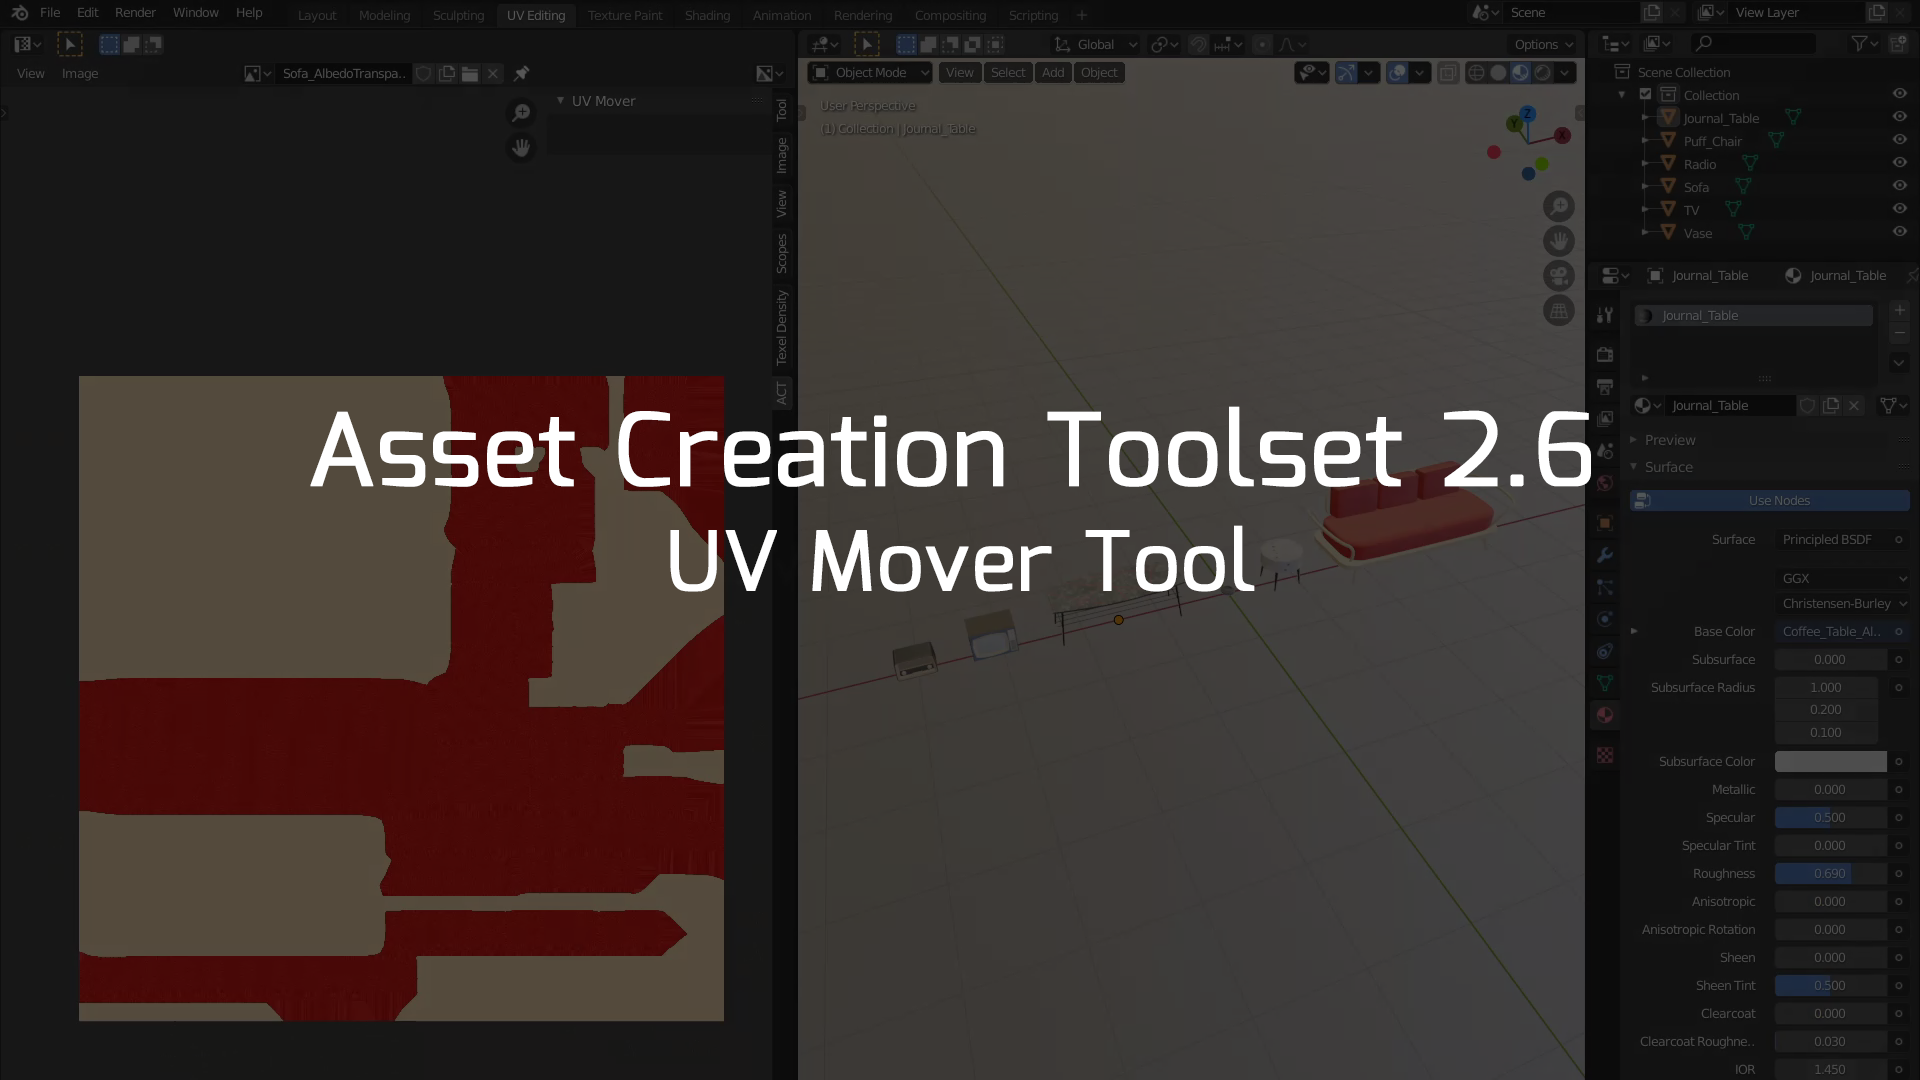 File Edit Render Window Help Layout Modeling Sculpting UV Editing Texture Paint Shading Animation Rendering Compositing Scripting + Scene View Layer
Global Options
View Image Sofa_AlbedoTranspa.. Object Mode View Select Add Object Scene Collection
UV Mover
Tool
Image
View
Scopes
Texel Density
ACT
User Perspective
(1) Collection | Journal_Table
Z
Y
X
Collection
Journal_Table
Puff_Chair
Radio
Sofa
TV
Vase
Journal_Table Journal_Table
Journal_Table
Journal_Table
Preview
Surface
Use Nodes
Asset Creation Toolset 2.6
UV Mover Tool
Surface Principled BSDF
GGX
Christensen-Burley
Base Color Coffee_Table_Al..
Subsurface 0.000
Subsurface Radius 1.000
0.200
0.100
Subsurface Color
Metallic 0.000
Specular 0.500
Specular Tint 0.000
Roughness 0.690
Anisotropic 0.000
Anisotropic Rotation 0.000
Sheen 0.000
Sheen Tint 0.500
Clearcoat 0.000
Clearcoat Roughne.. 0.030
IOR 1.450